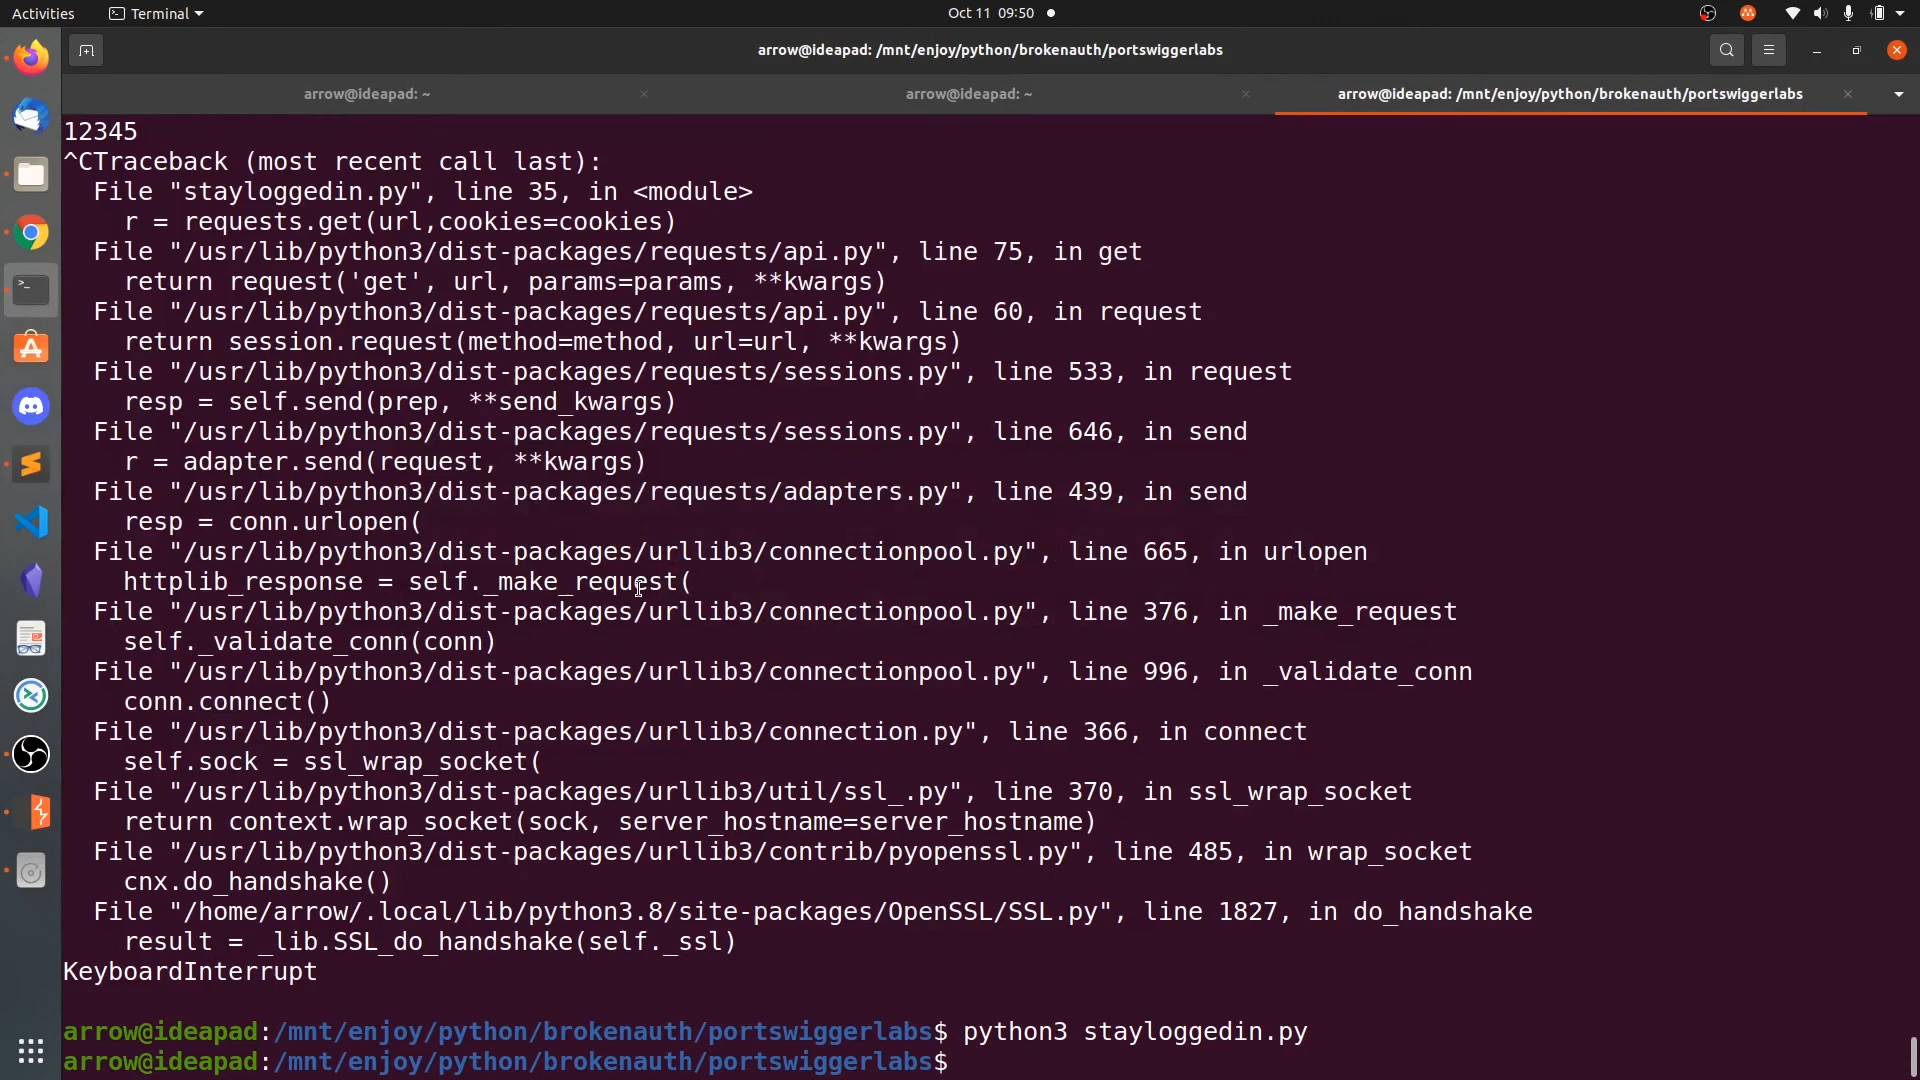 Activities
Terminal
Oct 11 09:50
arrow@ideapad: /mnt/enjoy/python/brokenauth/portswiggerlabs
arrow@ideapad: ~
arrow@ideapad: ~
arrow@ideapad: /mnt/enjoy/python/brokenauth/portswiggerlabs
12345
^CTraceback (most recent call last):
  File "stayloggedin.py", line 35, in <module>
    r = requests.get(url,cookies=cookies)
  File "/usr/lib/python3/dist-packages/requests/api.py", line 75, in get
    return request('get', url, params=params, **kwargs)
  File "/usr/lib/python3/dist-packages/requests/api.py", line 60, in request
    return session.request(method=method, url=url, **kwargs)
  File "/usr/lib/python3/dist-packages/requests/sessions.py", line 533, in request
    resp = self.send(prep, **send_kwargs)
  File "/usr/lib/python3/dist-packages/requests/sessions.py", line 646, in send
    r = adapter.send(request, **kwargs)
  File "/usr/lib/python3/dist-packages/requests/adapters.py", line 439, in send
    resp = conn.urlopen(
  File "/usr/lib/python3/dist-packages/urllib3/connectionpool.py", line 665, in urlopen
    httplib_response = self._make_request(
  File "/usr/lib/python3/dist-packages/urllib3/connectionpool.py", line 376, in _make_request
    self._validate_conn(conn)
  File "/usr/lib/python3/dist-packages/urllib3/connectionpool.py", line 996, in _validate_conn
    conn.connect()
  File "/usr/lib/python3/dist-packages/urllib3/connection.py", line 366, in connect
    self.sock = ssl_wrap_socket(
  File "/usr/lib/python3/dist-packages/urllib3/util/ssl_.py", line 370, in ssl_wrap_socket
    return context.wrap_socket(sock, server_hostname=server_hostname)
  File "/usr/lib/python3/dist-packages/urllib3/contrib/pyopenssl.py", line 485, in wrap_socket
    cnx.do_handshake()
  File "/home/arrow/.local/lib/python3.8/site-packages/OpenSSL/SSL.py", line 1827, in do_handshake
    result = _lib.SSL_do_handshake(self._ssl)
KeyboardInterrupt
arrow@ideapad:/mnt/enjoy/python/brokenauth/portswiggerlabs$ python3 stayloggedin.py
arrow@ideapad:/mnt/enjoy/python/brokenauth/portswiggerlabs$